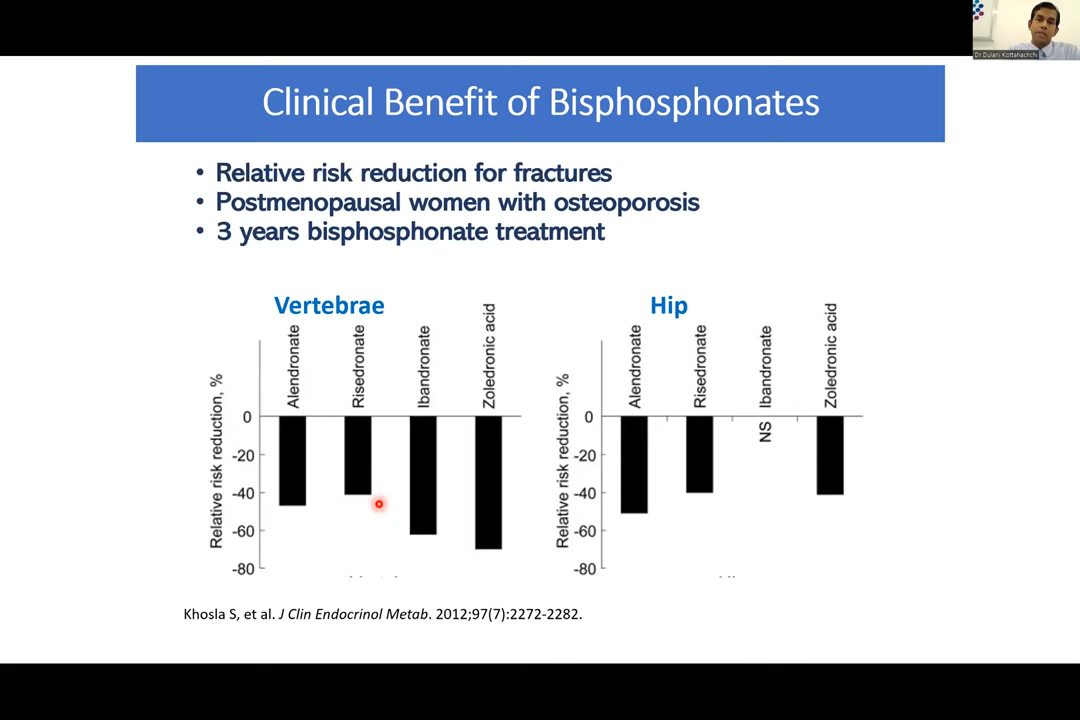 Dr Dulani Kottahachchi
Clinical Benefit of Bisphosphonates
• Relative risk reduction for fractures
• Postmenopausal women with osteoporosis
• 3 years bisphosphonate treatment
Vertebrae
Relative risk reduction, %
Alendronate
Risedronate
Ibandronate
Zoledronic acid
0
-20
-40
-60
-80
Hip
Relative risk reduction, %
Alendronate
Risedronate
NS Ibandronate
Zoledronic acid
0
-20
-40
-60
-80
Khosla S, et al. J Clin Endocrinol Metab. 2012;97(7):2272-2282.